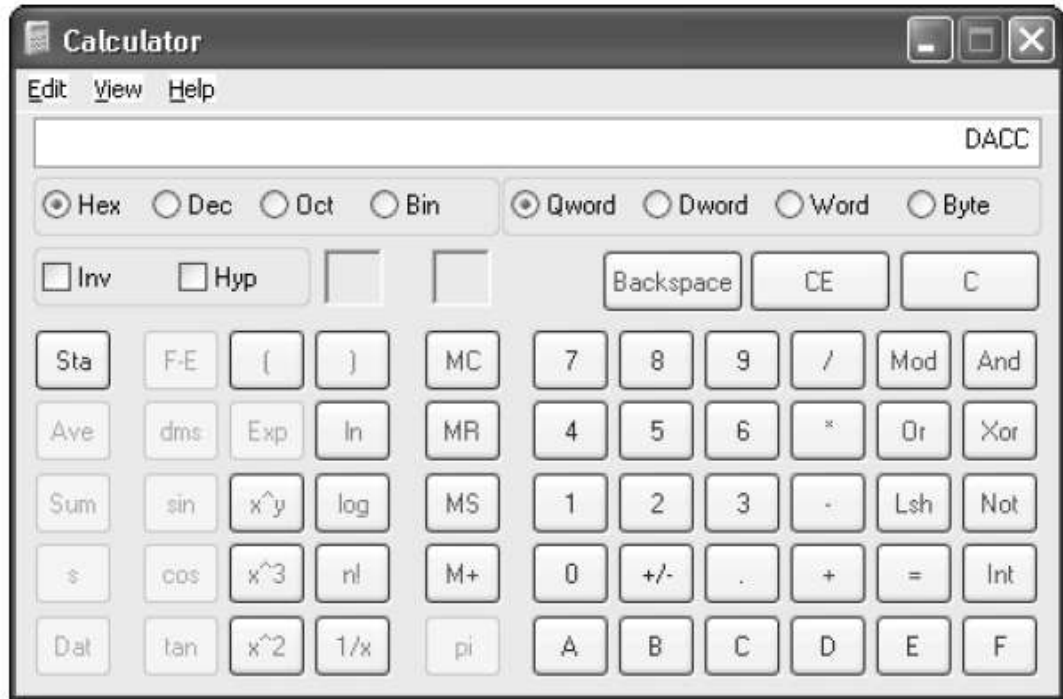 Calculator
Edit View Help
DACC
Hex Dec Oct Bin Qword Dword Word Byte
Inv Hyp Backspace CE C
Sta F-E ( ) MC 7 8 9 / Mod And
Ave dms Exp ln MR 4 5 6 * Or Xor
Sum sin x^y log MS 1 2 3 - Lsh Not
s cos x^3 n! M+ 0 +/- . + = Int
Dat tan x^2 1/x pi A B C D E F